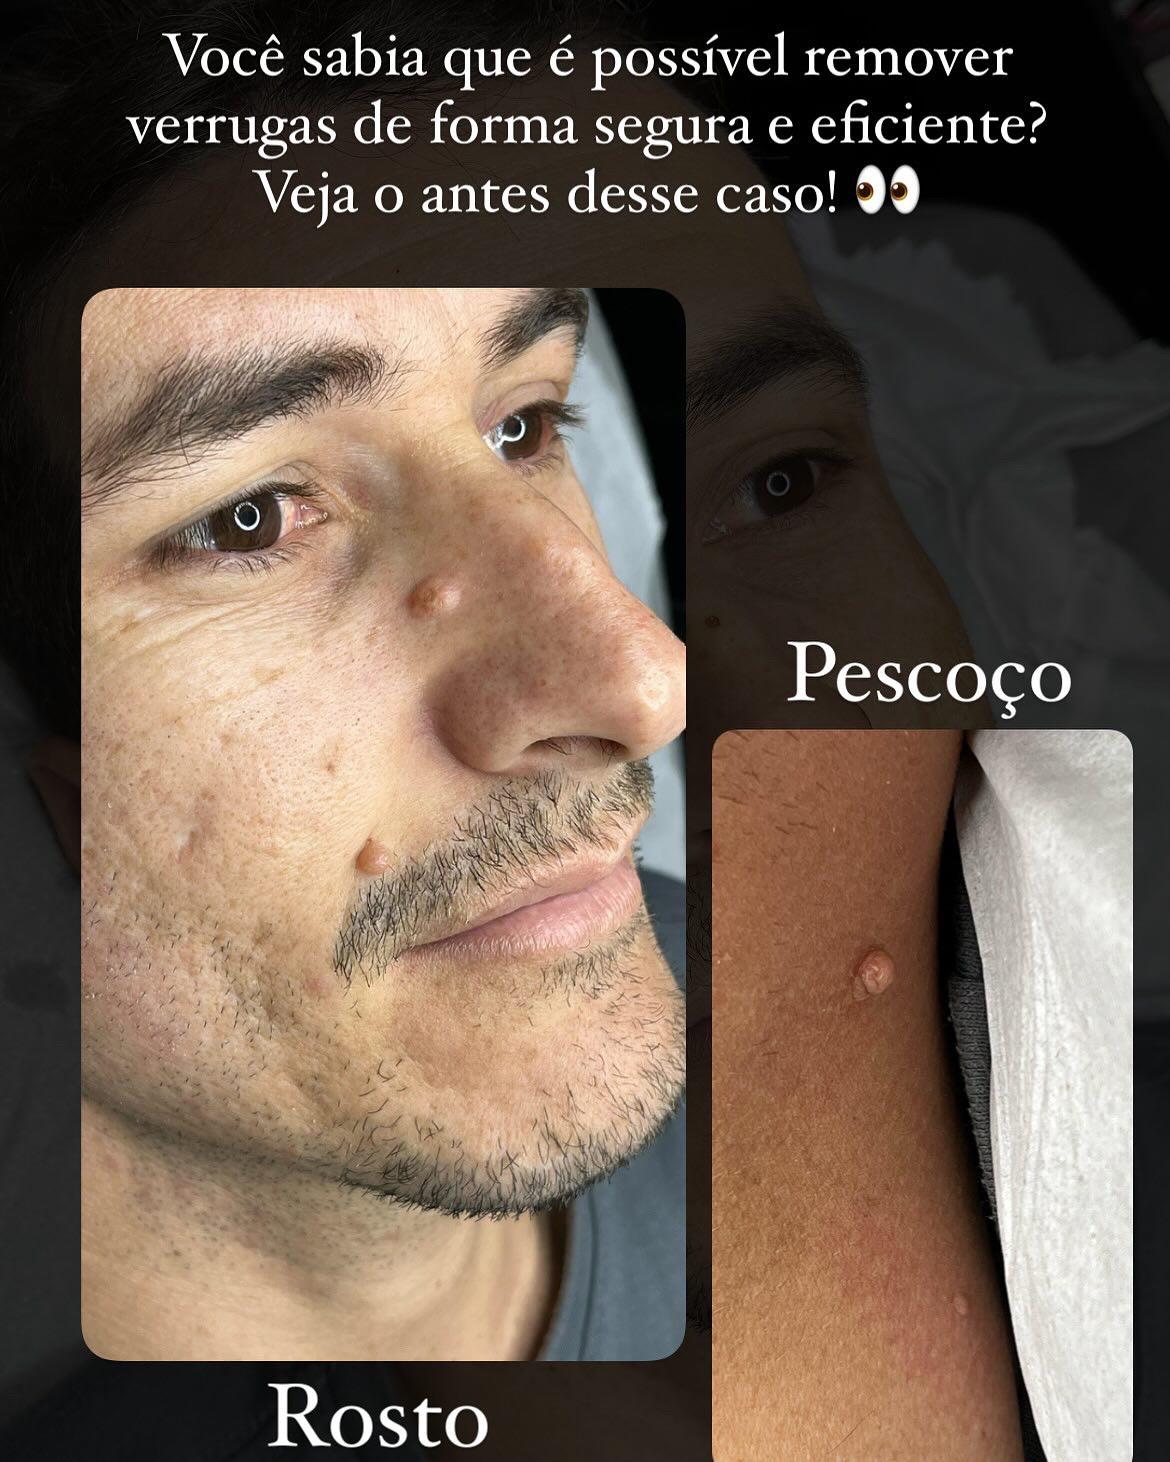 Você sabia que é possível remover
verrugas de forma segura e eficiente?
Veja o antes desse caso! 👀
Pescoço
Rosto